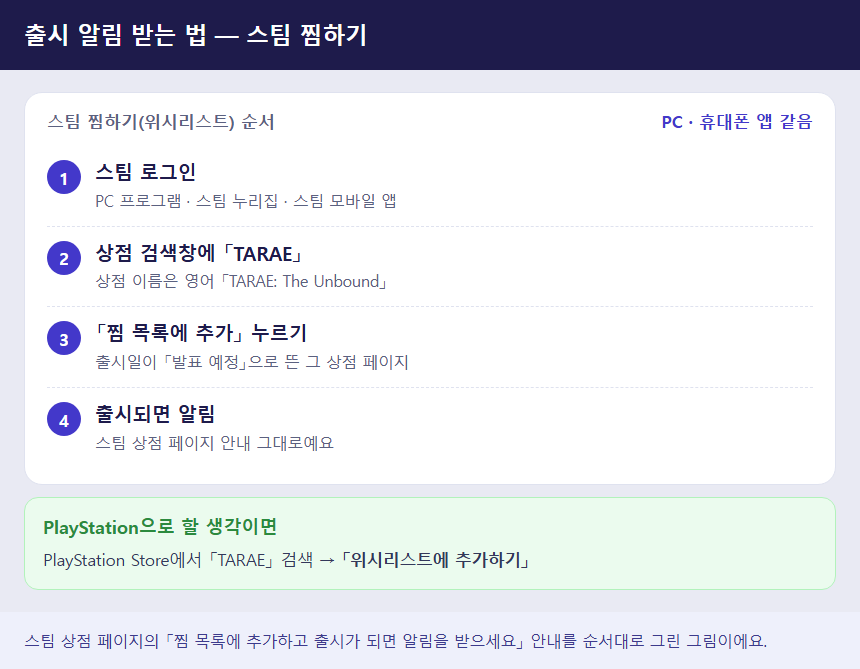 출시 알림 받는 법 — 스팀 찜하기
스팀 찜하기(위시리스트) 순서
PC · 휴대폰 앱 같음
1
스팀 로그인
PC 프로그램 · 스팀 누리집 · 스팀 모바일 앱
2
상점 검색창에 「TARAE」
상점 이름은 영어 「TARAE: The Unbound」
3
「찜 목록에 추가」 누르기
출시일이 「발표 예정」으로 뜬 그 상점 페이지
4
출시되면 알림
스팀 상점 페이지 안내 그대로예요
PlayStation으로 할 생각이면
PlayStation Store에서 「TARAE」 검색 → 「위시리스트에 추가하기」
스팀 상점 페이지의 「찜 목록에 추가하고 출시가 되면 알림을 받으세요」 안내를 순서대로 그린 그림이에요.